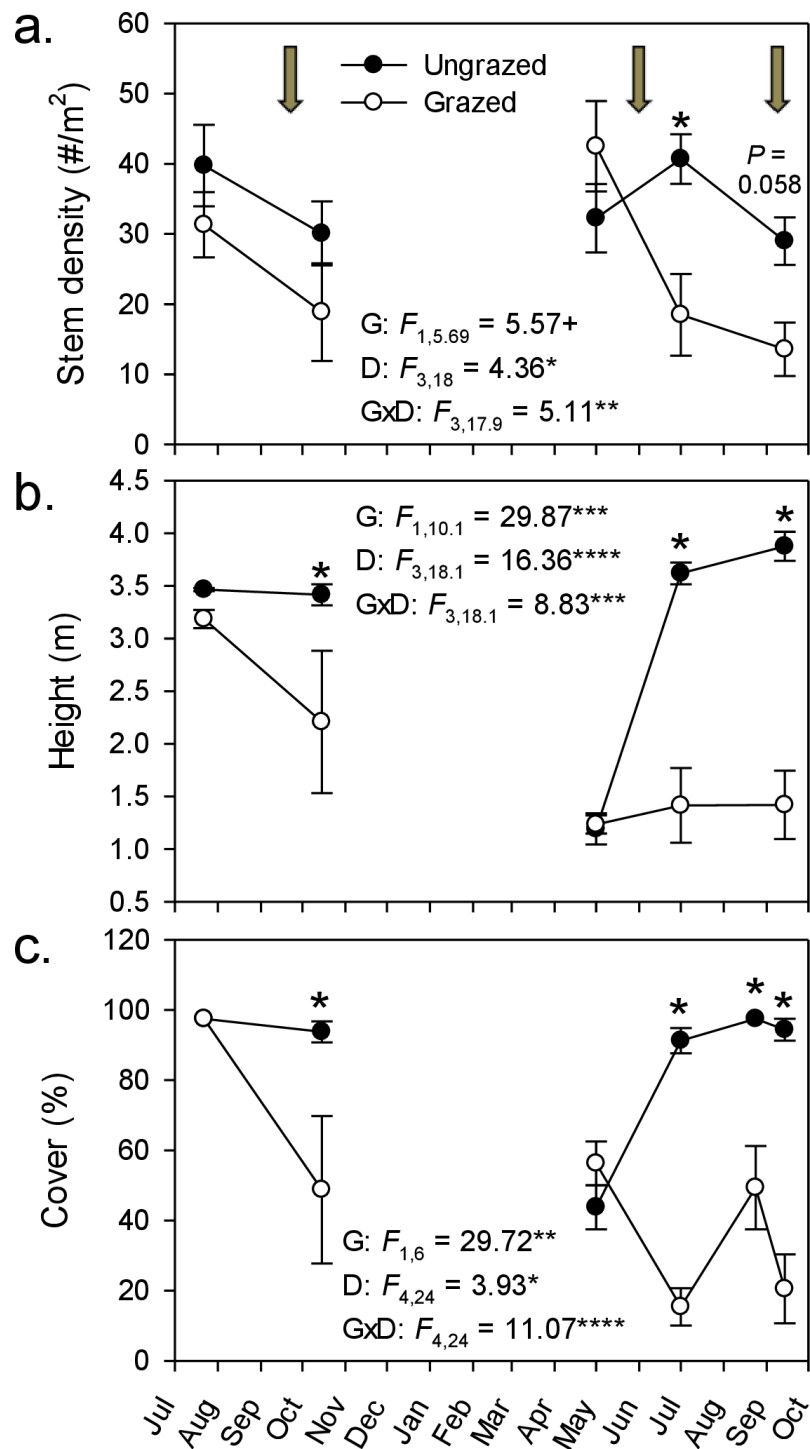 a.
Stem density (#/m²)
60
50
40
30
20
10
0
Ungrazed
Grazed
*
P =
0.058
G: F1,5.69 = 5.57+
D: F3,18 = 4.36*
GxD: F3,17.9 = 5.11**
b.
Height (m)
4.5
4.0
3.5
3.0
2.5
2.0
1.5
1.0
0.5
G: F1,10.1 = 29.87***
D: F3,18.1 = 16.36****
GxD: F3,18.1 = 8.83***
* * *
c.
Cover (%)
120
100
80
60
40
20
0
* * * *
G: F1,6 = 29.72**
D: F4,24 = 3.93*
GxD: F4,24 = 11.07****
Jul Aug Sep Oct Nov Dec Jan Feb Mar Apr May Jun Jul Aug Sep Oct